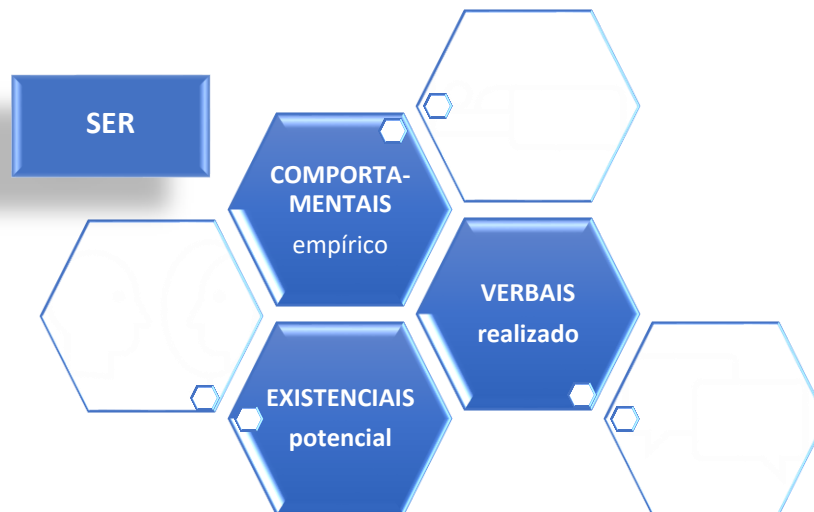 SER
COMPORTA-
MENTAIS
empírico
VERBAIS
realizado
EXISTENCIAIS
potencial